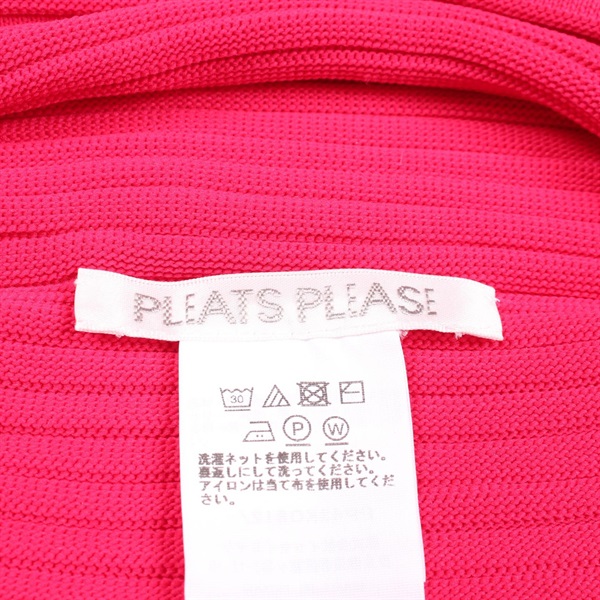 PLEATS PLEASE
30
P W
洗濯ネットを使用してください。
裏返しにして洗ってください。
アイロンは当て布を使用してください。